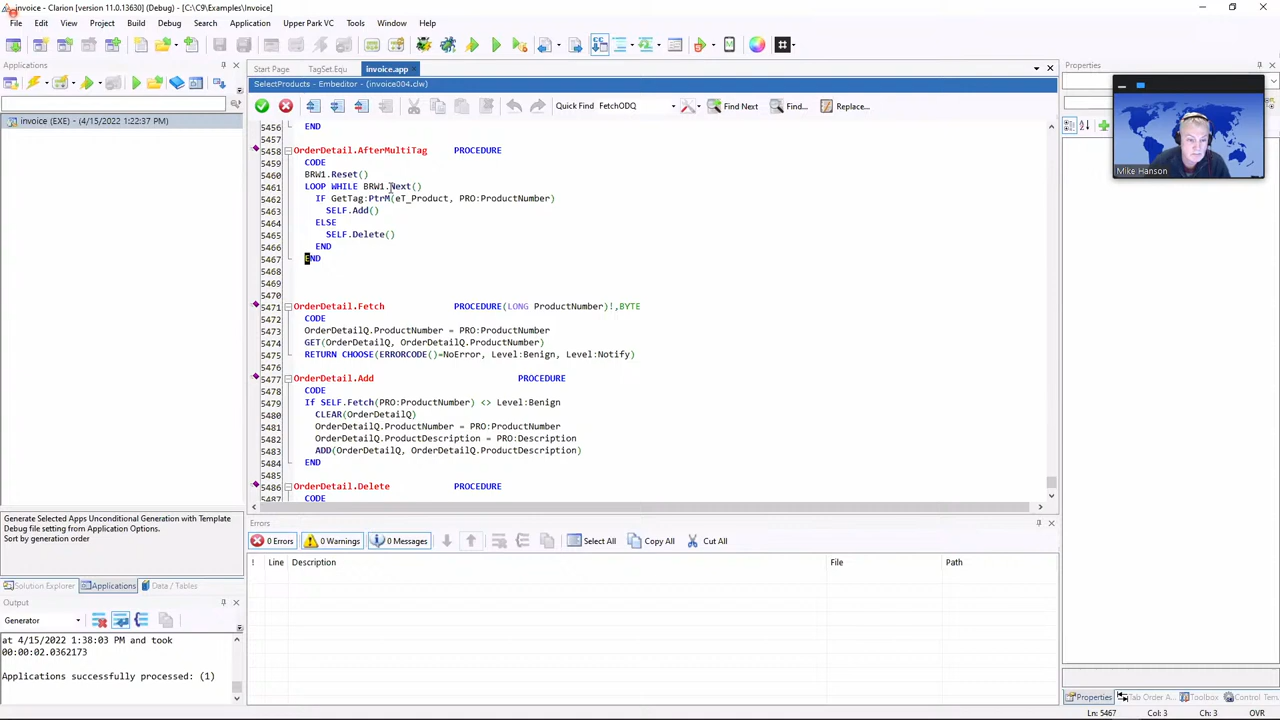 invoice - Clarion [version 11.0.13630] (Debug) - [C:\C9\Examples\Invoice]
File Edit View Project Build Debug Search Application Upper Park VC Tools Window Help
Applications
Start Page TagSet.Equ invoice.app
Properties
SelectProducts - Embeditor - (invoice004.clw)
Quick Find FetchODQ Find Next Find... Replace...
invoice (EXE) - (4/15/2022 1:22:37 PM)
Mike Hanson
5456 END
5457
5458 OrderDetail.AfterMultiTag PROCEDURE
5459 CODE
5460 BRW1.Reset()
5461 LOOP WHILE BRW1.Next()
5462 IF GetTag:PtrM(eT_Product, PRO:ProductNumber)
5463 SELF.Add()
5464 ELSE
5465 SELF.Delete()
5466 END
5467 END
5468
5469
5470
5471 OrderDetail.Fetch PROCEDURE(LONG ProductNumber)!,BYTE
5472 CODE
5473 OrderDetailQ.ProductNumber = PRO:ProductNumber
5474 GET(OrderDetailQ, OrderDetailQ.ProductNumber)
5475 RETURN CHOOSE(ERRORCODE()=NoError, Level:Benign, Level:Notify)
5476
5477 OrderDetail.Add PROCEDURE
5478 CODE
5479 If SELF.Fetch(PRO:ProductNumber) <> Level:Benign
5480 CLEAR(OrderDetailQ)
5481 OrderDetailQ.ProductNumber = PRO:ProductNumber
5482 OrderDetailQ.ProductDescription = PRO:Description
5483 ADD(OrderDetailQ, OrderDetailQ.ProductDescription)
5484 END
5485
5486 OrderDetail.Delete PROCEDURE
5487 CODE
Generate Selected Apps Unconditional Generation with Template
Debug file setting from Application Options.
Sort by generation order
Solution Explorer Applications Data / Tables
Output
Generator
at 4/15/2022 1:38:03 PM and took
00:00:02.0362173
Applications successfully processed: (1)
Errors
0 Errors 0 Warnings 0 Messages Select All Copy All Cut All
! Line Description File Path
Properties Tab Order A... Toolbox Control Tem...
Ln: 5467 Col: 3 Ch: 3 OVR